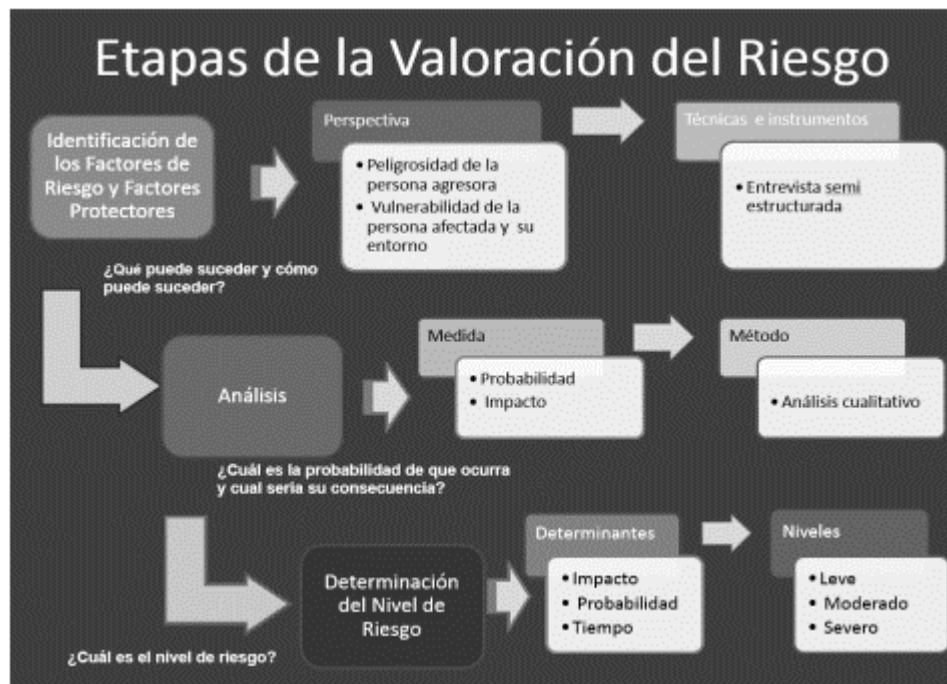 Etapas de la Valoración del Riesgo
Identificación de
los Factores de
Riesgo y Factores
Protectores
Perspectiva
• Peligrosidad de la
persona agresora
• Vulnerabilidad de la
persona afectada y su
entorno
Técnicas e instrumentos
• Entrevista semi
estructurada
¿Qué puede suceder y cómo
puede suceder?
Análisis
Medida
• Probabilidad
• Impacto
Método
• Análisis cualitativo
¿Cuál es la probabilidad de que ocurra
y cual seria su consecuencia?
Determinación
del Nivel de
Riesgo
Determinantes
• Impacto
• Probabilidad
• Tiempo
Niveles
• Leve
• Moderado
• Severo
¿Cuál es el nivel de riesgo?